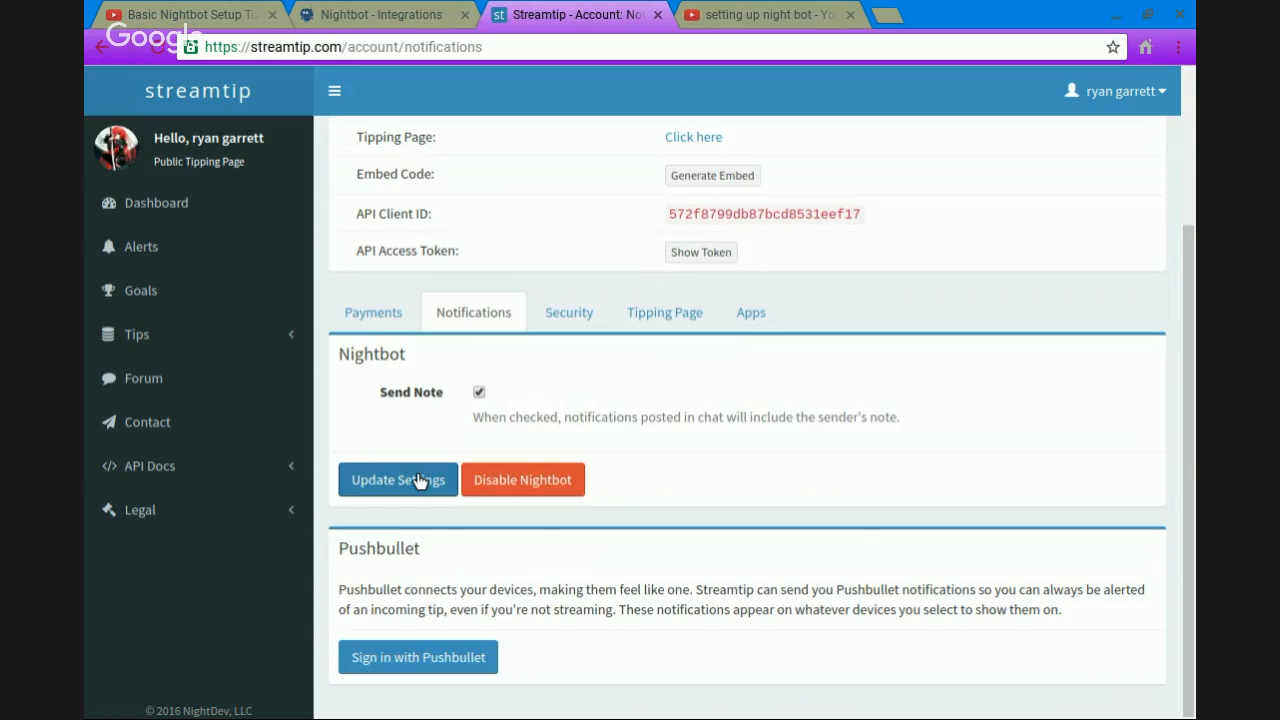 Basic Nightbot Setup Tu
Nightbot - Integrations
st
Streamtip - Account: No
setting up night bot - Yo
Google
https://streamtip.com/account/notifications
streamtip
ryan garrett
Hello, ryan garrett
Public Tipping Page
Dashboard
Alerts
Goals
Tips
Forum
Contact
API Docs
Legal
© 2016 NightDev, LLC
Tipping Page: Click here
Embed Code: Generate Embed
API Client ID: 572f8799db87bcd8531eef17
API Access Token: Show Token
Payments Notifications Security Tipping Page Apps
Nightbot
Send Note
When checked, notifications posted in chat will include the sender's note.
Update Settings Disable Nightbot
Pushbullet
Pushbullet connects your devices, making them feel like one. Streamtip can send you Pushbullet notifications so you can always be alerted
of an incoming tip, even if you're not streaming. These notifications appear on whatever devices you select to show them on.
Sign in with Pushbullet